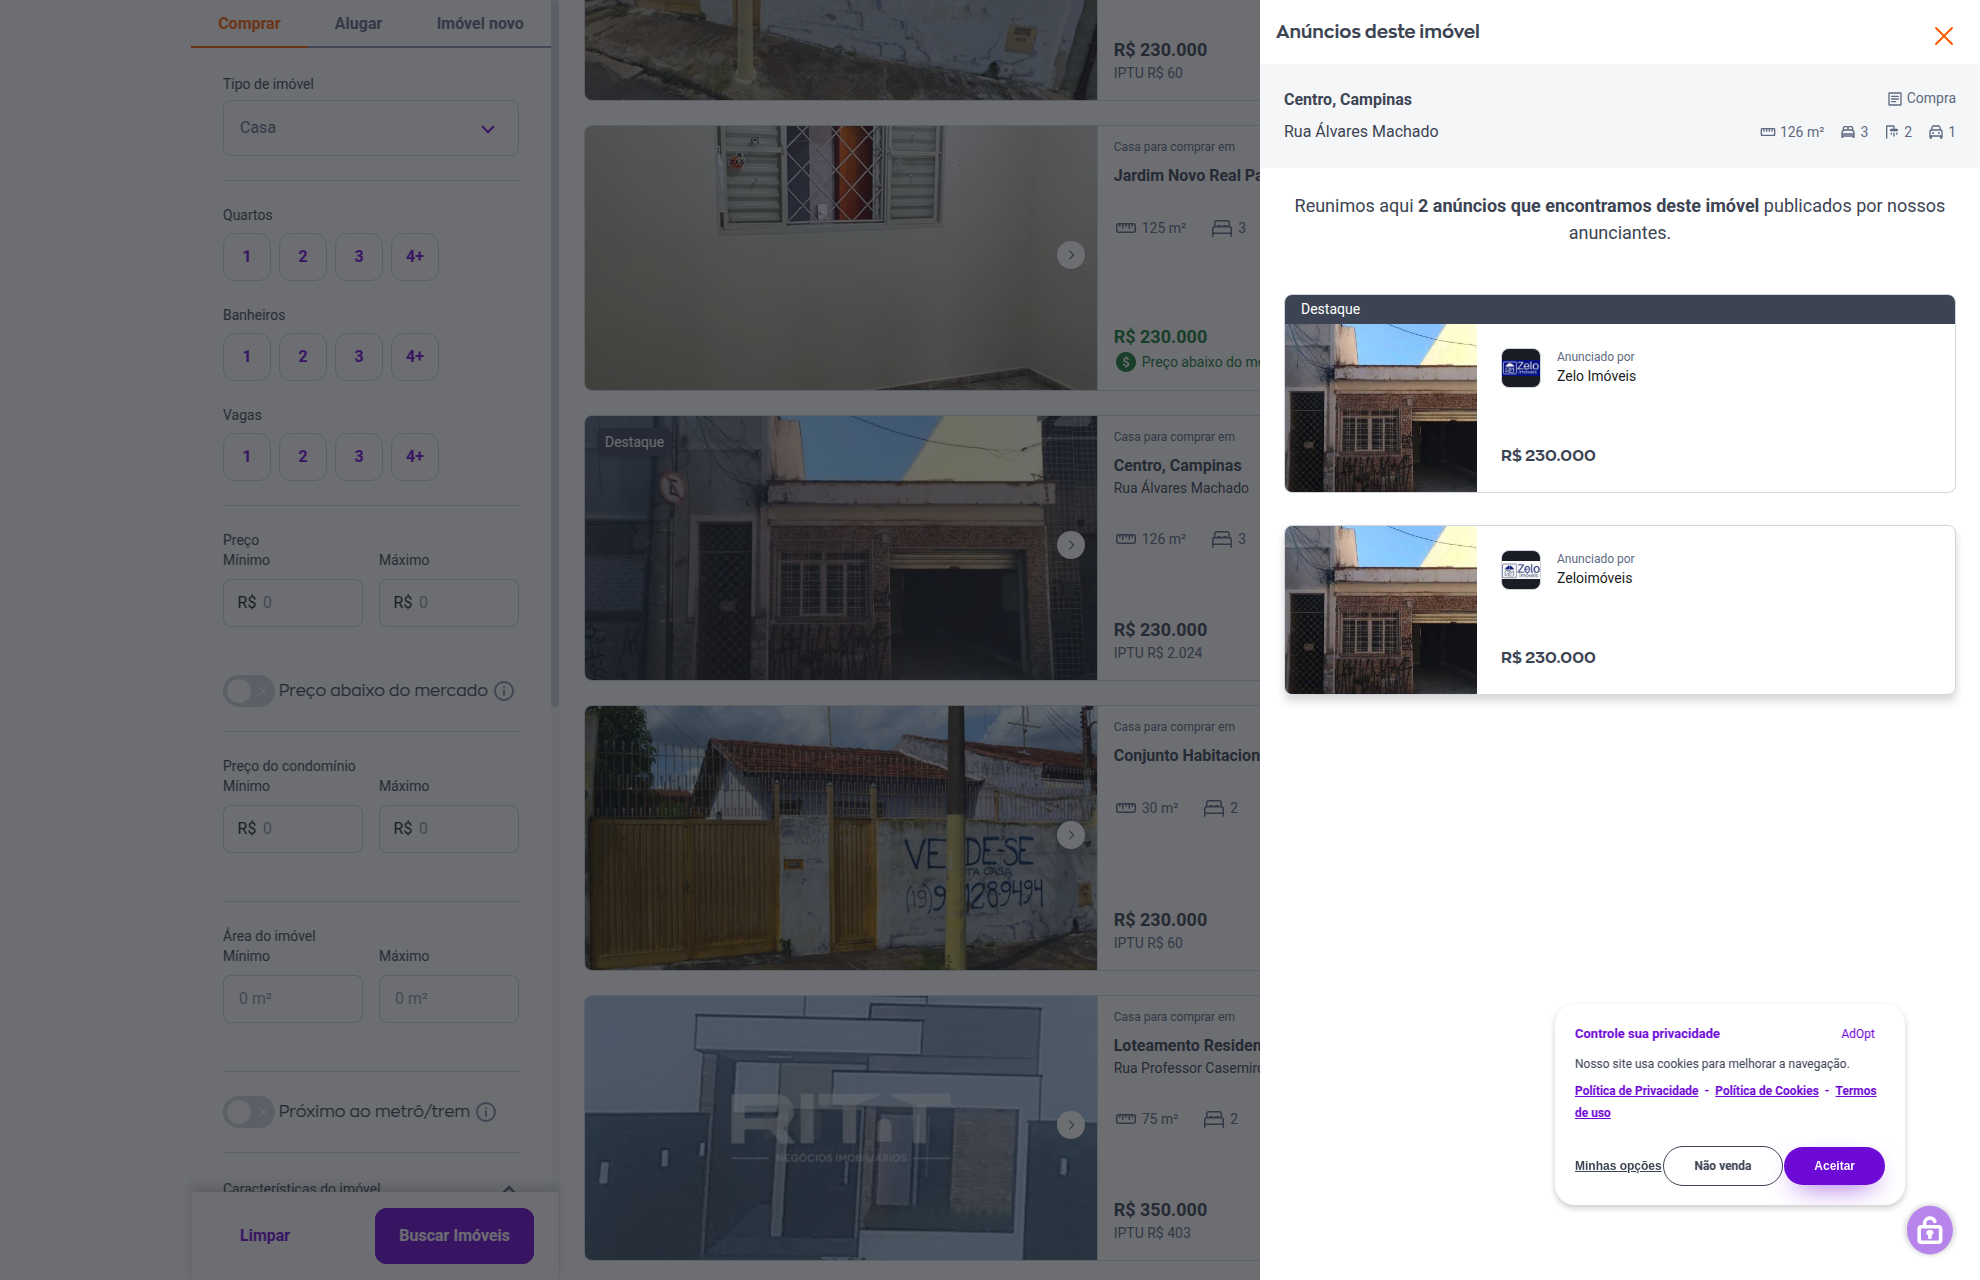 Comprar
Alugar
Imóvel novo
Tipo de imóvel
Casa
Quartos
1
2
3
4+
Banheiros
1
2
3
4+
Vagas
1
2
3
4+
Preço
Mínimo
Máximo
R$ 0
R$ 0
Preço abaixo do mercado
Preço do condomínio
Mínimo
Máximo
R$ 0
R$ 0
Área do imóvel
Mínimo
Máximo
0 m²
0 m²
Próximo ao metrô/trem
Características do imóvel
Limpar
Buscar Imóveis
R$ 230.000
IPTU R$ 60
Casa para comprar em
Jardim Novo Real Pa
125 m²
3
R$ 230.000
Preço abaixo do me
Destaque
Casa para comprar em
Centro, Campinas
Rua Álvares Machado
126 m²
3
R$ 230.000
IPTU R$ 2.024
Casa para comprar em
Conjunto Habitacion
30 m²
2
VENDE-SE
R$ 230.000
IPTU R$ 60
Casa para comprar em
Loteamento Residen
Rua Professor Casemiro
75 m²
2
NEGÓCIOS IMOBILIÁRIOS
R$ 350.000
IPTU R$ 403
Anúncios deste imóvel
Centro, Campinas
Compra
Rua Álvares Machado
126 m²
3
2
1
Reunimos aqui 2 anúncios que encontramos deste imóvel publicados por nossos
anunciantes.
Destaque
Zelo
Anunciado por
Zelo Imóveis
R$ 230.000
Zelo
Anunciado por
Zeloimóveis
R$ 230.000
Controle sua privacidade
AdOpt
Nosso site usa cookies para melhorar a navegação.
Política de Privacidade - Política de Cookies - Termos
de uso
Minhas opções
Não venda
Aceitar